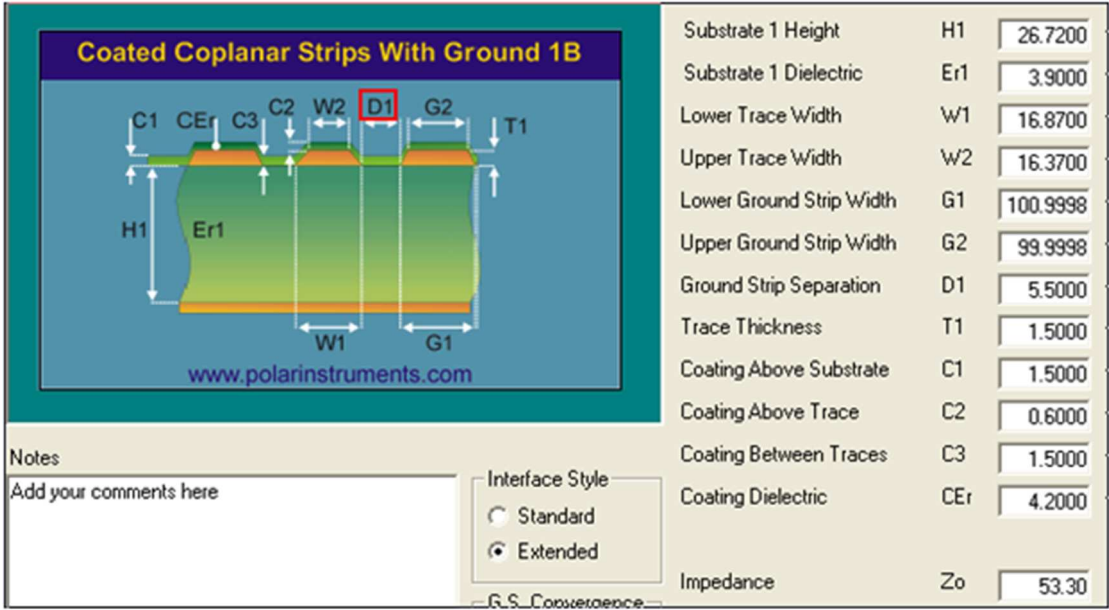 Coated Coplanar Strips With Ground 1B
C1 CEr C3 C2 W2 D1 G2 T1
H1 Er1
W1 G1
www.polarinstruments.com
Substrate 1 Height H1 26.7200
Substrate 1 Dielectric Er1 3.9000
Lower Trace Width W1 16.8700
Upper Trace Width W2 16.3700
Lower Ground Strip Width G1 100.9998
Upper Ground Strip Width G2 99.9998
Ground Strip Separation D1 5.5000
Trace Thickness T1 1.5000
Coating Above Substrate C1 1.5000
Coating Above Trace C2 0.6000
Coating Between Traces C3 1.5000
Coating Dielectric CEr 4.2000
Impedance Zo 53.30
Notes
Add your comments here
Interface Style
Standard
Extended
G.S. Convergence